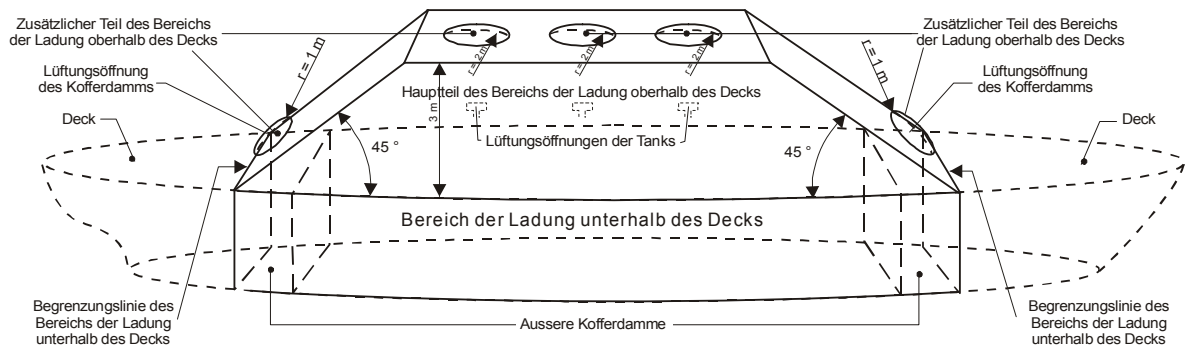 Zusätzlicher Teil des Bereichs
der Ladung oberhalb des Decks
Zusätzlicher Teil des Bereichs
der Ladung oberhalb des Decks
r = 1 m
r = 2 m
r = 2 m
r = 2 m
r = 1 m
Lüftungsöffnung
des Kofferdamms
Lüftungsöffnung
des Kofferdamms
Hauptteil des Bereichs der Ladung oberhalb des Decks
3 m
Deck
Deck
Lüftungsöffnungen der Tanks
45 °
45 °
Bereich der Ladung unterhalb des Decks
Begrenzungslinie des
Bereichs der Ladung
unterhalb des Decks
Aussere Kofferdamme
Begrenzungslinie des
Bereichs der Ladung
unterhalb des Decks